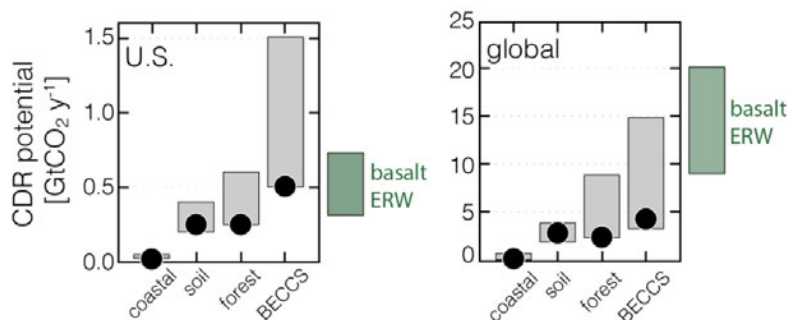 CDR potential
[GtCO₂ y⁻¹]
U.S.
1.5
1.0
0.5
0.0
coastal
soil
forest
BECCS
basalt
ERW
global
25
20
15
10
5
0
coastal
soil
forest
BECCS
basalt
ERW